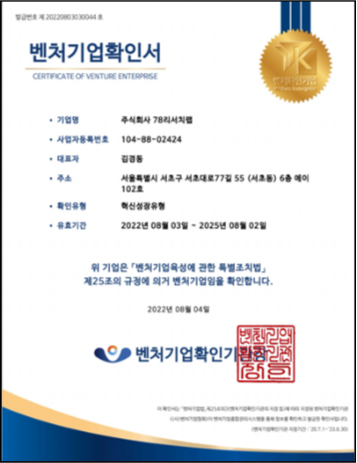 발급번호 제 20220803030044 호
벤처기업확인서
CERTIFICATE OF VENTURE ENTERPRISE
벤처확인기업
• 기업명 주식회사 78리서치랩
• 사업자등록번호 104-88-02424
• 대표자 김경동
• 주소 서울특별시 서초구 서초대로77길 55 (서초동) 6층 에이
102호
• 확인유형 혁신성장유형
• 유효기간 2022년 08월 03일 ~ 2025년 08월 02일
위 기업은 「벤처기업육성에 관한 특별조치법」
제25조의 규정에 의거 벤처기업임을 확인합니다.
2022년 08월 04일
벤처기업확인기관장